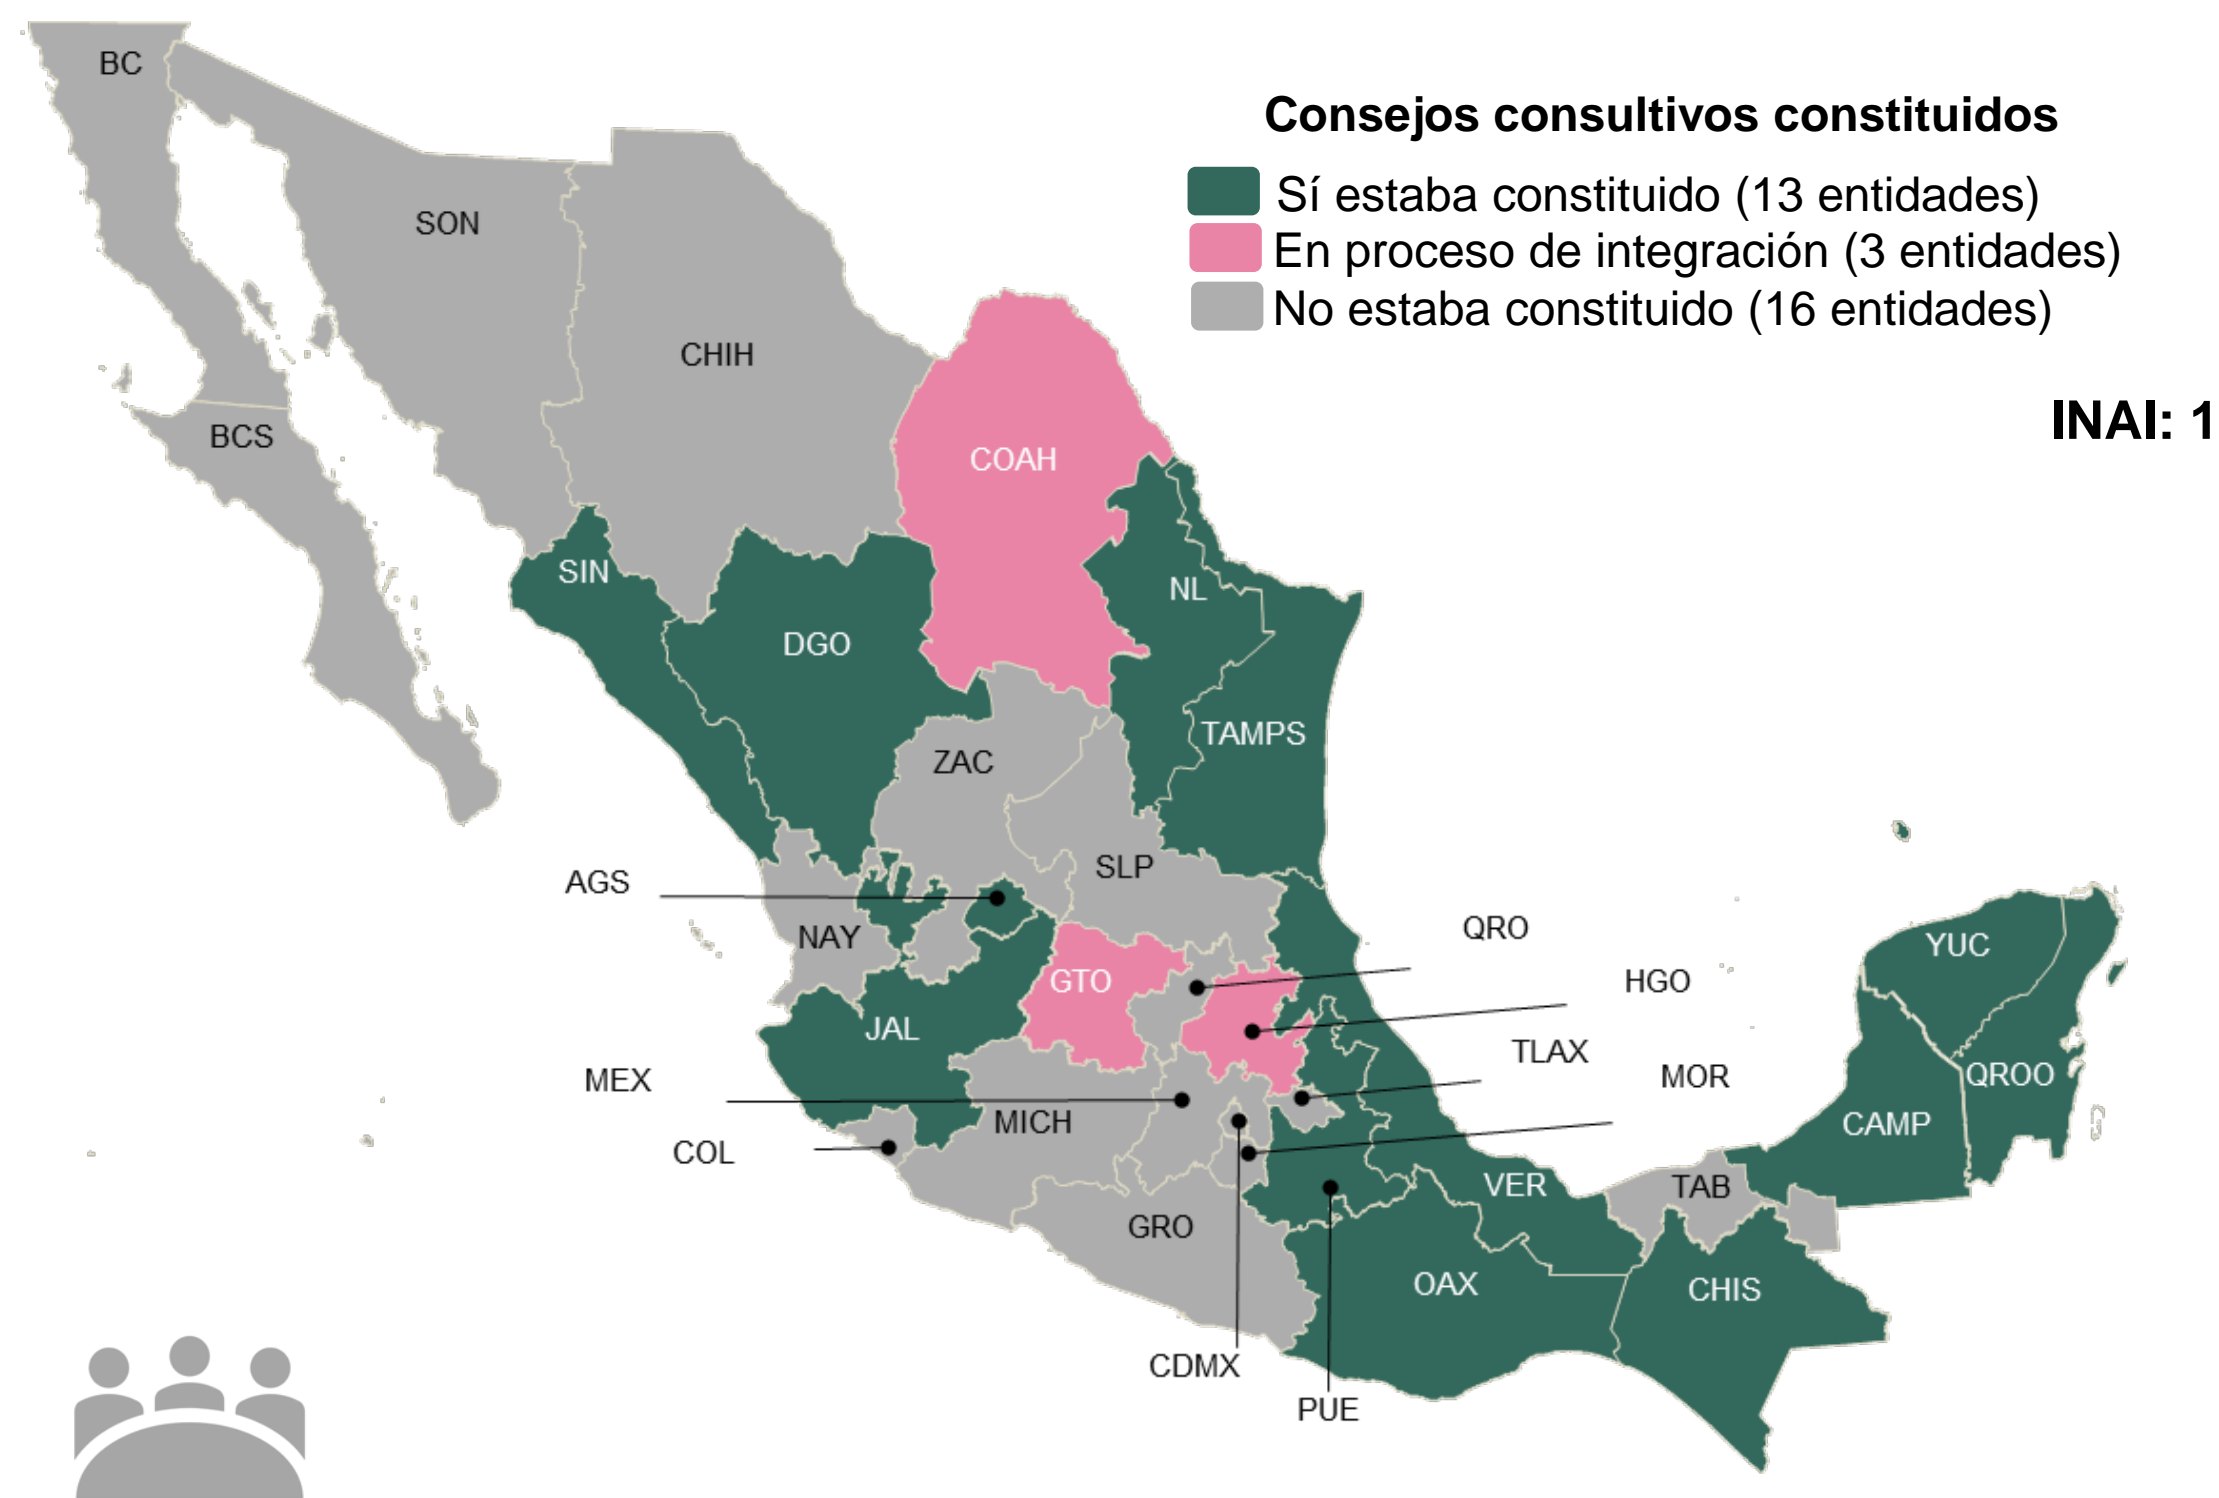 BC
Consejos consultivos constituidos
Sí estaba constituido (13 entidades)
En proceso de integración (3 entidades)
No estaba constituido (16 entidades)
SON
CHIH
INAI: 1
BCS
COAH
SIN
NL
DGO
TAMPS
ZAC
SLP
AGS
QRO
NAY
YUC
GTO
HGO
JAL
TLAX
QROO
MEX
MOR
MICH
CAMP
COL
VER
TAB
GRO
OAX
CHIS
CDMX
PUE